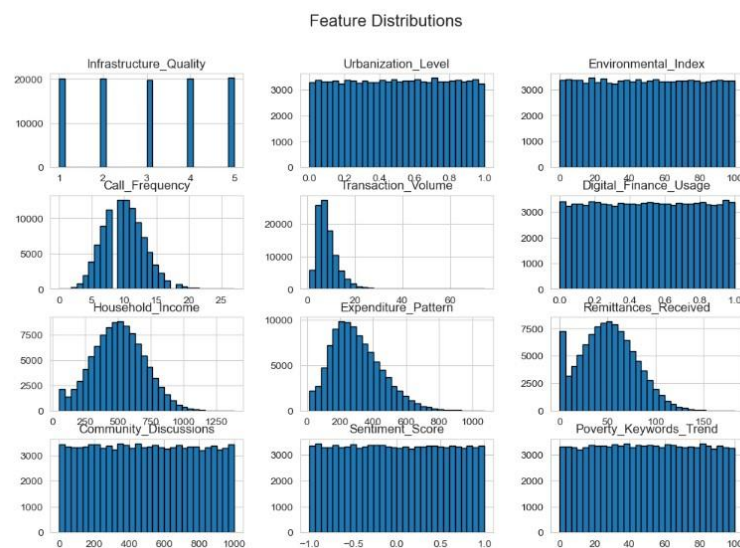 Feature Distributions
Infrastructure_Quality Urbanization_Level Environmental_Index
20000 3000 3000
10000 2000 2000
1000 1000
0 0 0
1 2 3 4 5 0.0 0.2 0.4 0.6 0.8 1.0 0 20 40 60 80 100
Call_Frequency Transaction_Volume Digital_Finance_Usage
10000 20000 3000
5000 10000 2000
1000
0 0 0
0 5 10 15 20 25 0 20 40 60 0.0 0.2 0.4 0.6 0.8 1.0
Household_Income Expenditure_Pattern Remittances_Received
7500 10000 7500
5000 5000 5000
2500 2500
0 0 0
0 250 500 750 1000 1250 0 200 400 600 800 1000 0 50 100 150
Community_Discussions Sentiment_Score Poverty_Keywords_Trend
3000 3000 3000
2000 2000 2000
1000 1000 1000
0 0 0
0 200 400 600 800 1000 −1.0 −0.5 0.0 0.5 1.0 0 20 40 60 80 100